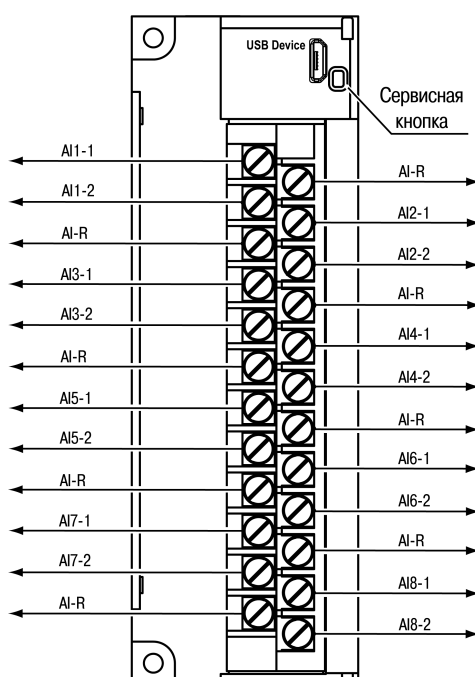 USB Device
Сервисная
кнопка
AI1-1
AI-R
AI1-2
AI2-1
AI-R
AI2-2
AI3-1
AI-R
AI3-2
AI4-1
AI-R
AI4-2
AI5-1
AI-R
AI5-2
AI6-1
AI-R
AI6-2
AI7-1
AI-R
AI7-2
AI8-1
AI-R
AI8-2